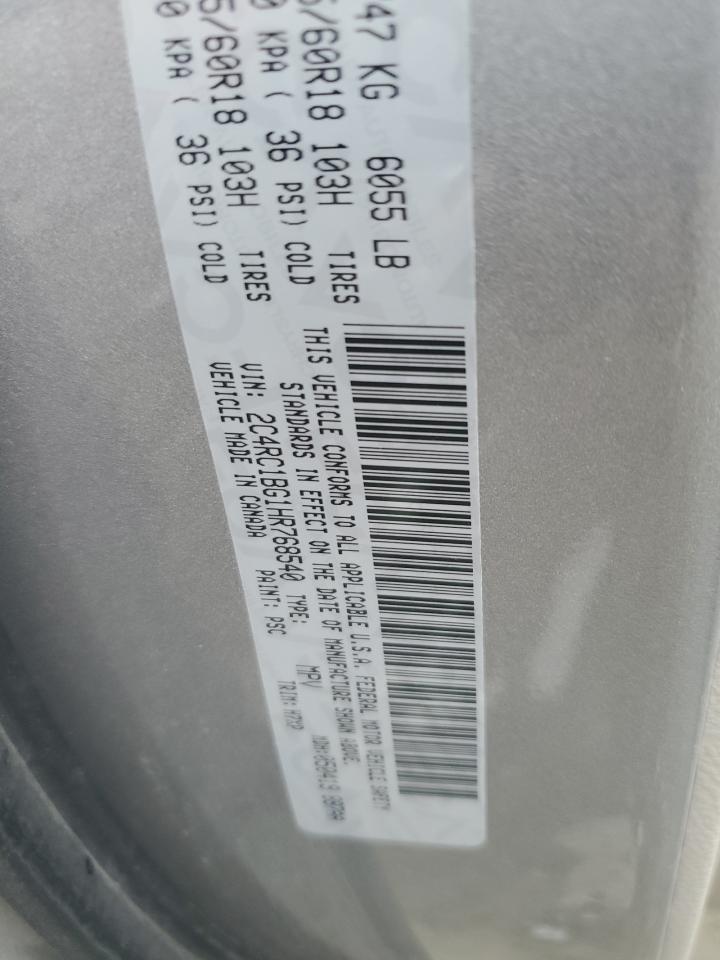 47 KG 6055 LB
/60R18 103H TIRES
0 KPA ( 36 PSI) COLD
5/60R18 103H TIRES
0 KPA ( 36 PSI) COLD
THIS VEHICLE CONFORMS TO ALL APPLICABLE U.S.A. FEDERAL MOTOR VEHICLE SAFETY
STANDARDS IN EFFECT ON THE DATE OF MANUFACTURE SHOWN ABOVE.
VIN: 2C4RC1BG1HR768540 TYPE: MPV
VEHICLE MADE IN CANADA PAINT: PSC TRIM: